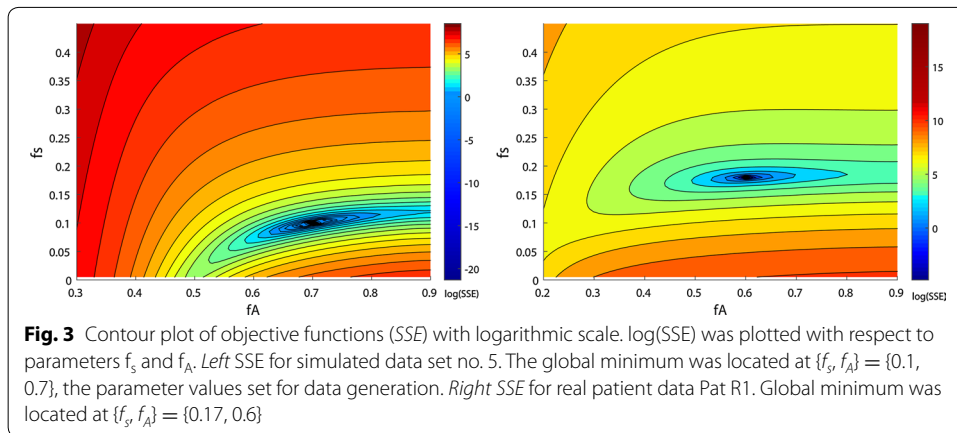 0.4
0.35
0.3
0.25
0.2
0.15
0.1
0.05
0
fs
0.3 0.4 0.5 0.6 0.7 0.8 0.9
fA
5
0
-5
-10
-15
-20
log(SSE)
0.4
0.35
0.3
0.25
0.2
0.15
0.1
0.05
0
fs
0.2 0.3 0.4 0.5 0.6 0.7 0.8 0.9
fA
15
10
5
0
log(SSE)
Fig. 3 Contour plot of objective functions (SSE) with logarithmic scale. log(SSE) was plotted with respect to
parameters fs and fA. Left SSE for simulated data set no. 5. The global minimum was located at {fs, fA} = {0.1,
0.7}, the parameter values set for data generation. Right SSE for real patient data Pat R1. Global minimum was
located at {fs, fA} = {0.17, 0.6}